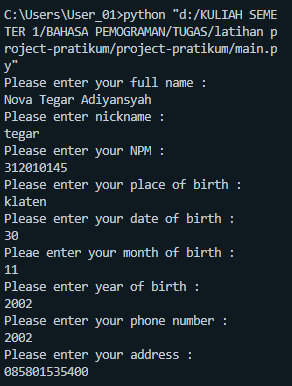 C:\Users\User_01>python "d:/KULIAH SEME
TER 1/BAHASA PEMOGRAMAN/TUGAS/latihan p
roject-pratikum/project-pratikum/main.p
y"
Please enter your full name :
Nova Tegar Adiyansyah
Please enter nickname :
tegar
Please enter your NPM :
312010145
Please enter your place of birth :
klaten
Please enter your date of birth :
30
Pleae enter your month of birth :
11
Please enter year of birth :
2002
Please enter your phone number :
2002
Please enter your address :
085801535400